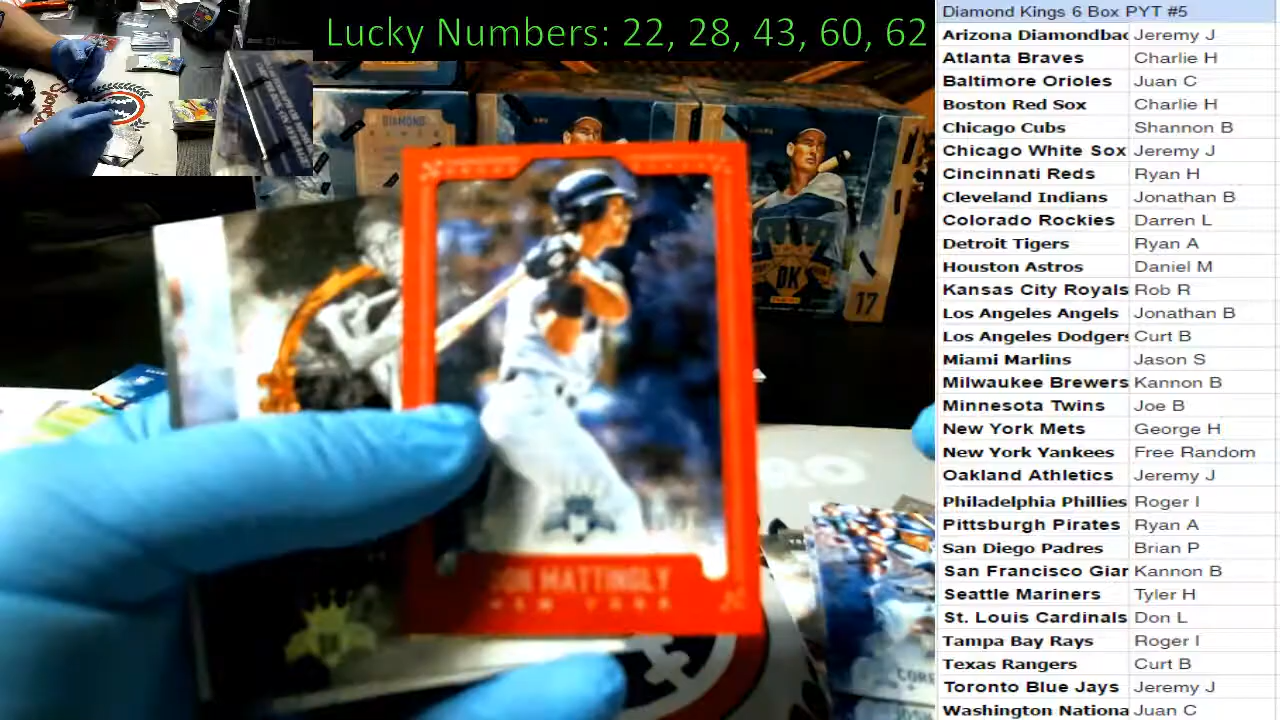 Lucky Numbers: 22, 28, 43, 60, 62
Diamond Kings 6 Box PYT #5
Arizona Diamondbac Jeremy J
Atlanta Braves Charlie H
Baltimore Orioles Juan C
Boston Red Sox Charlie H
Chicago Cubs Shannon B
Chicago White Sox Jeremy J
Cincinnati Reds Ryan H
Cleveland Indians Jonathan B
Colorado Rockies Darren L
Detroit Tigers Ryan A
Houston Astros Daniel M
Kansas City Royals Rob R
Los Angeles Angels Jonathan B
Los Angeles Dodgers Curt B
Miami Marlins Jason S
Milwaukee Brewers Kannon B
Minnesota Twins Joe B
New York Mets George H
New York Yankees Free Random
Oakland Athletics Jeremy J
Philadelphia Phillies Roger I
Pittsburgh Pirates Ryan A
San Diego Padres Brian P
San Francisco Giar Kannon B
Seattle Mariners Tyler H
St. Louis Cardinals Don L
Tampa Bay Rays Roger I
Texas Rangers Curt B
Toronto Blue Jays Jeremy J
Washington Nationa Juan C
DIAMOND
DK
17
DON MATTINGLY
NEW YORK
CORE